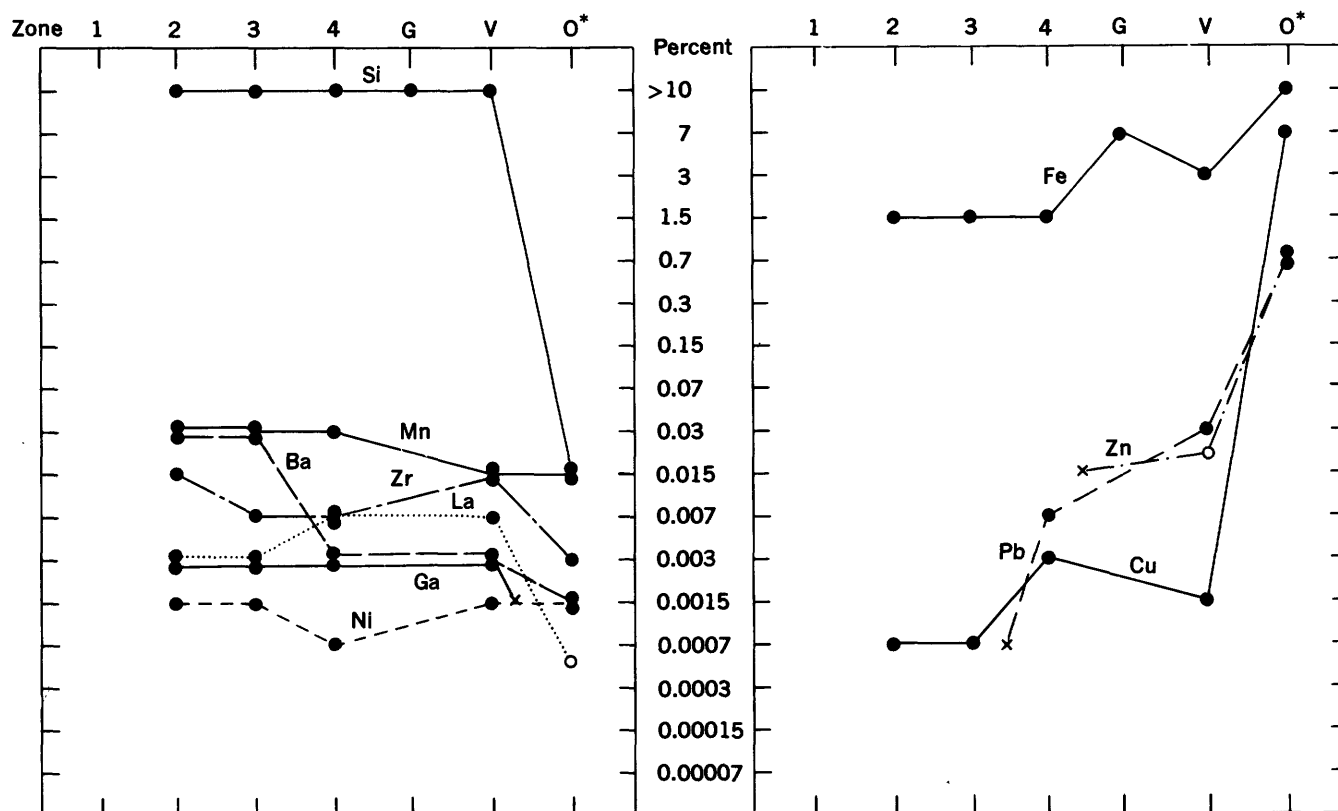 Zone 1 2 3 4 G V O* Percent 1 2 3 4 G V O*
Si
>10
7
3
Fe
1.5
0.7
0.3
0.15
0.07
Mn
0.03
Ba
Zr
Zn
0.015
La
0.007
Pb
Cu
0.003
Ga
0.0015
Ni
0.0007
0.0003
0.00015
0.00007